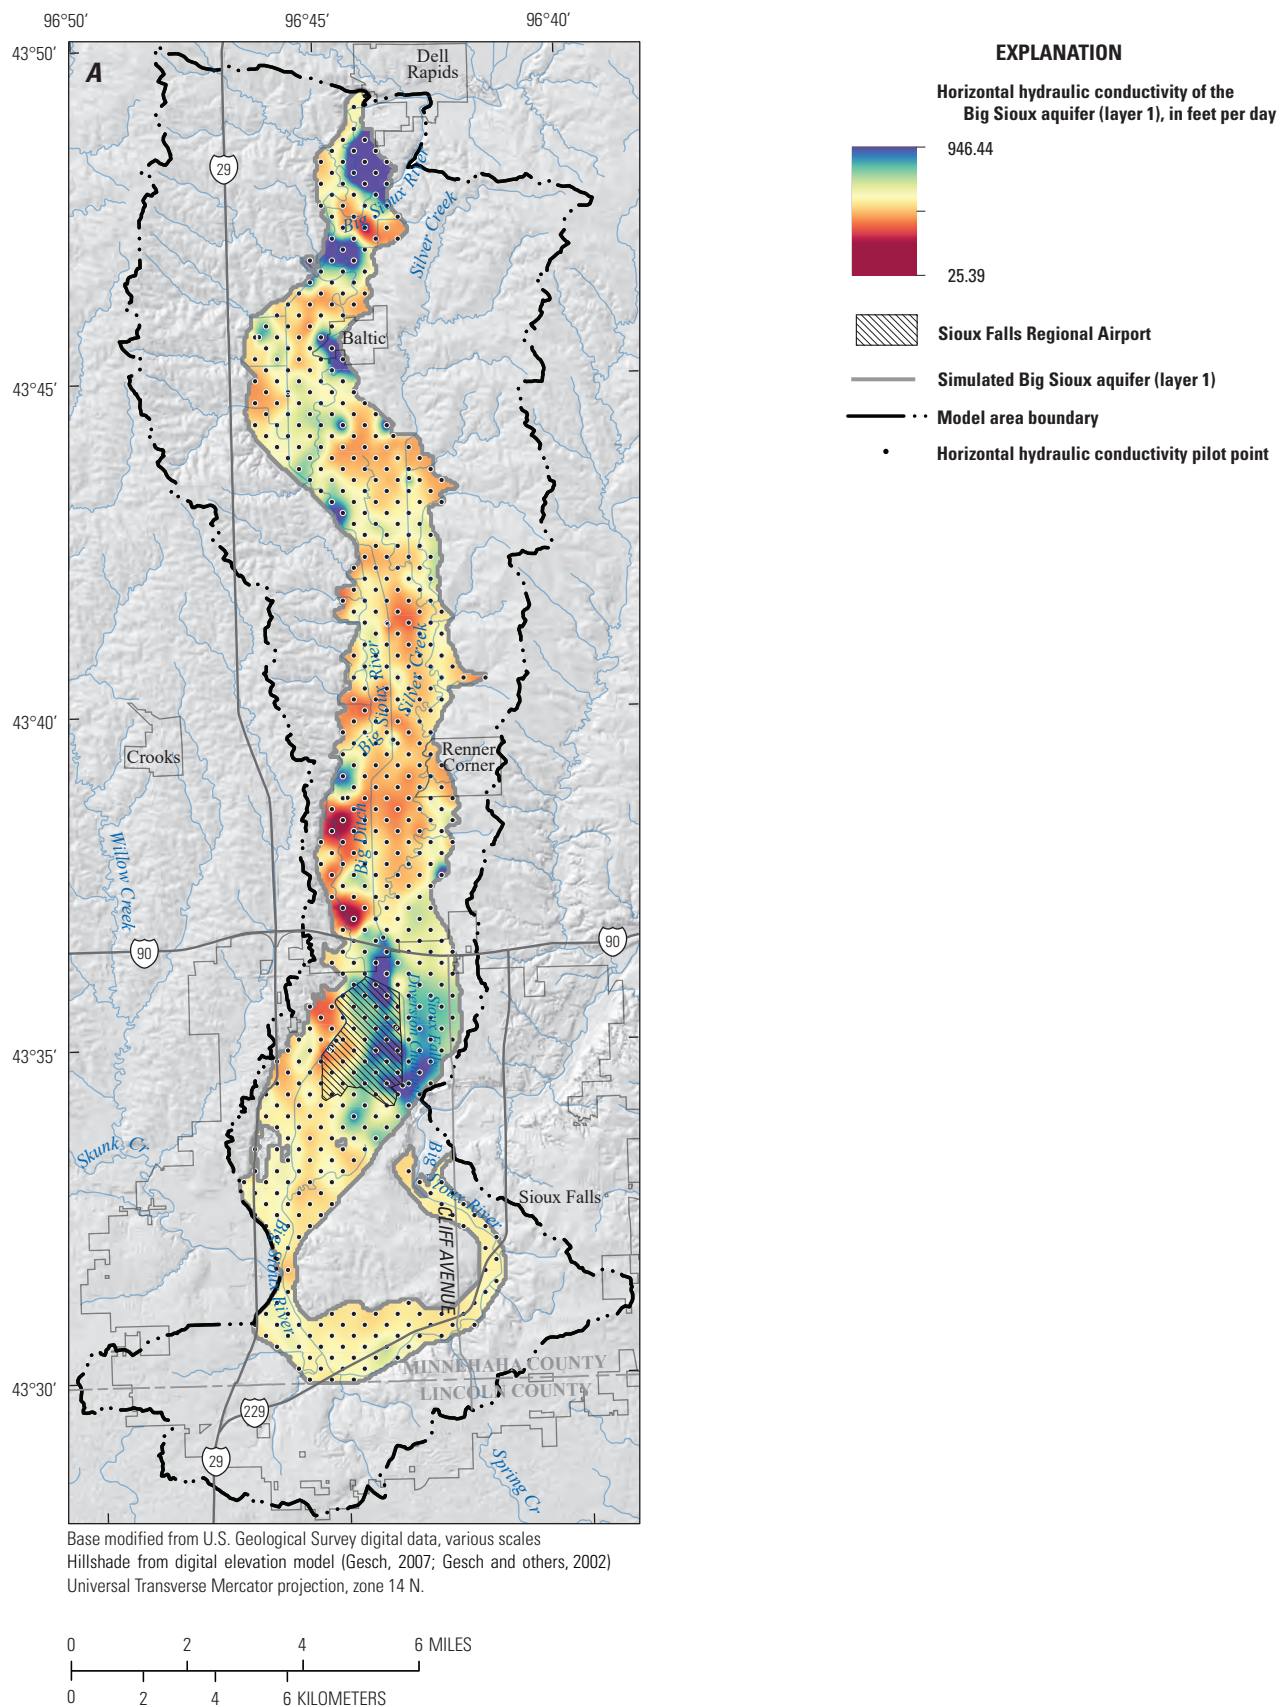 96°50′ 96°45′ 96°40′
43°50′
A
Dell
Rapids
29
Big Sioux River
Silver Creek
Baltic
43°45′
Big Sioux River
Silver Creek
43°40′
Crooks
Renner
Corner
Willow Creek
Big Ditch
90
90
Sioux Falls
Diversion
43°35′
Skunk Cr
Big Sioux River
Sioux Falls
CLIFF AVENUE
Big Sioux River
MINNEHAHA COUNTY
LINCOLN COUNTY
43°30′
229
29
Spring Cr
Base modified from U.S. Geological Survey digital data, various scales
Hillshade from digital elevation model (Gesch, 2007; Gesch and others, 2002)
Universal Transverse Mercator projection, zone 14 N.
0 2 4 6 MILES
0 2 4 6 KILOMETERS
EXPLANATION
Horizontal hydraulic conductivity of the
Big Sioux aquifer (layer 1), in feet per day
946.44
25.39
Sioux Falls Regional Airport
Simulated Big Sioux aquifer (layer 1)
Model area boundary
Horizontal hydraulic conductivity pilot point